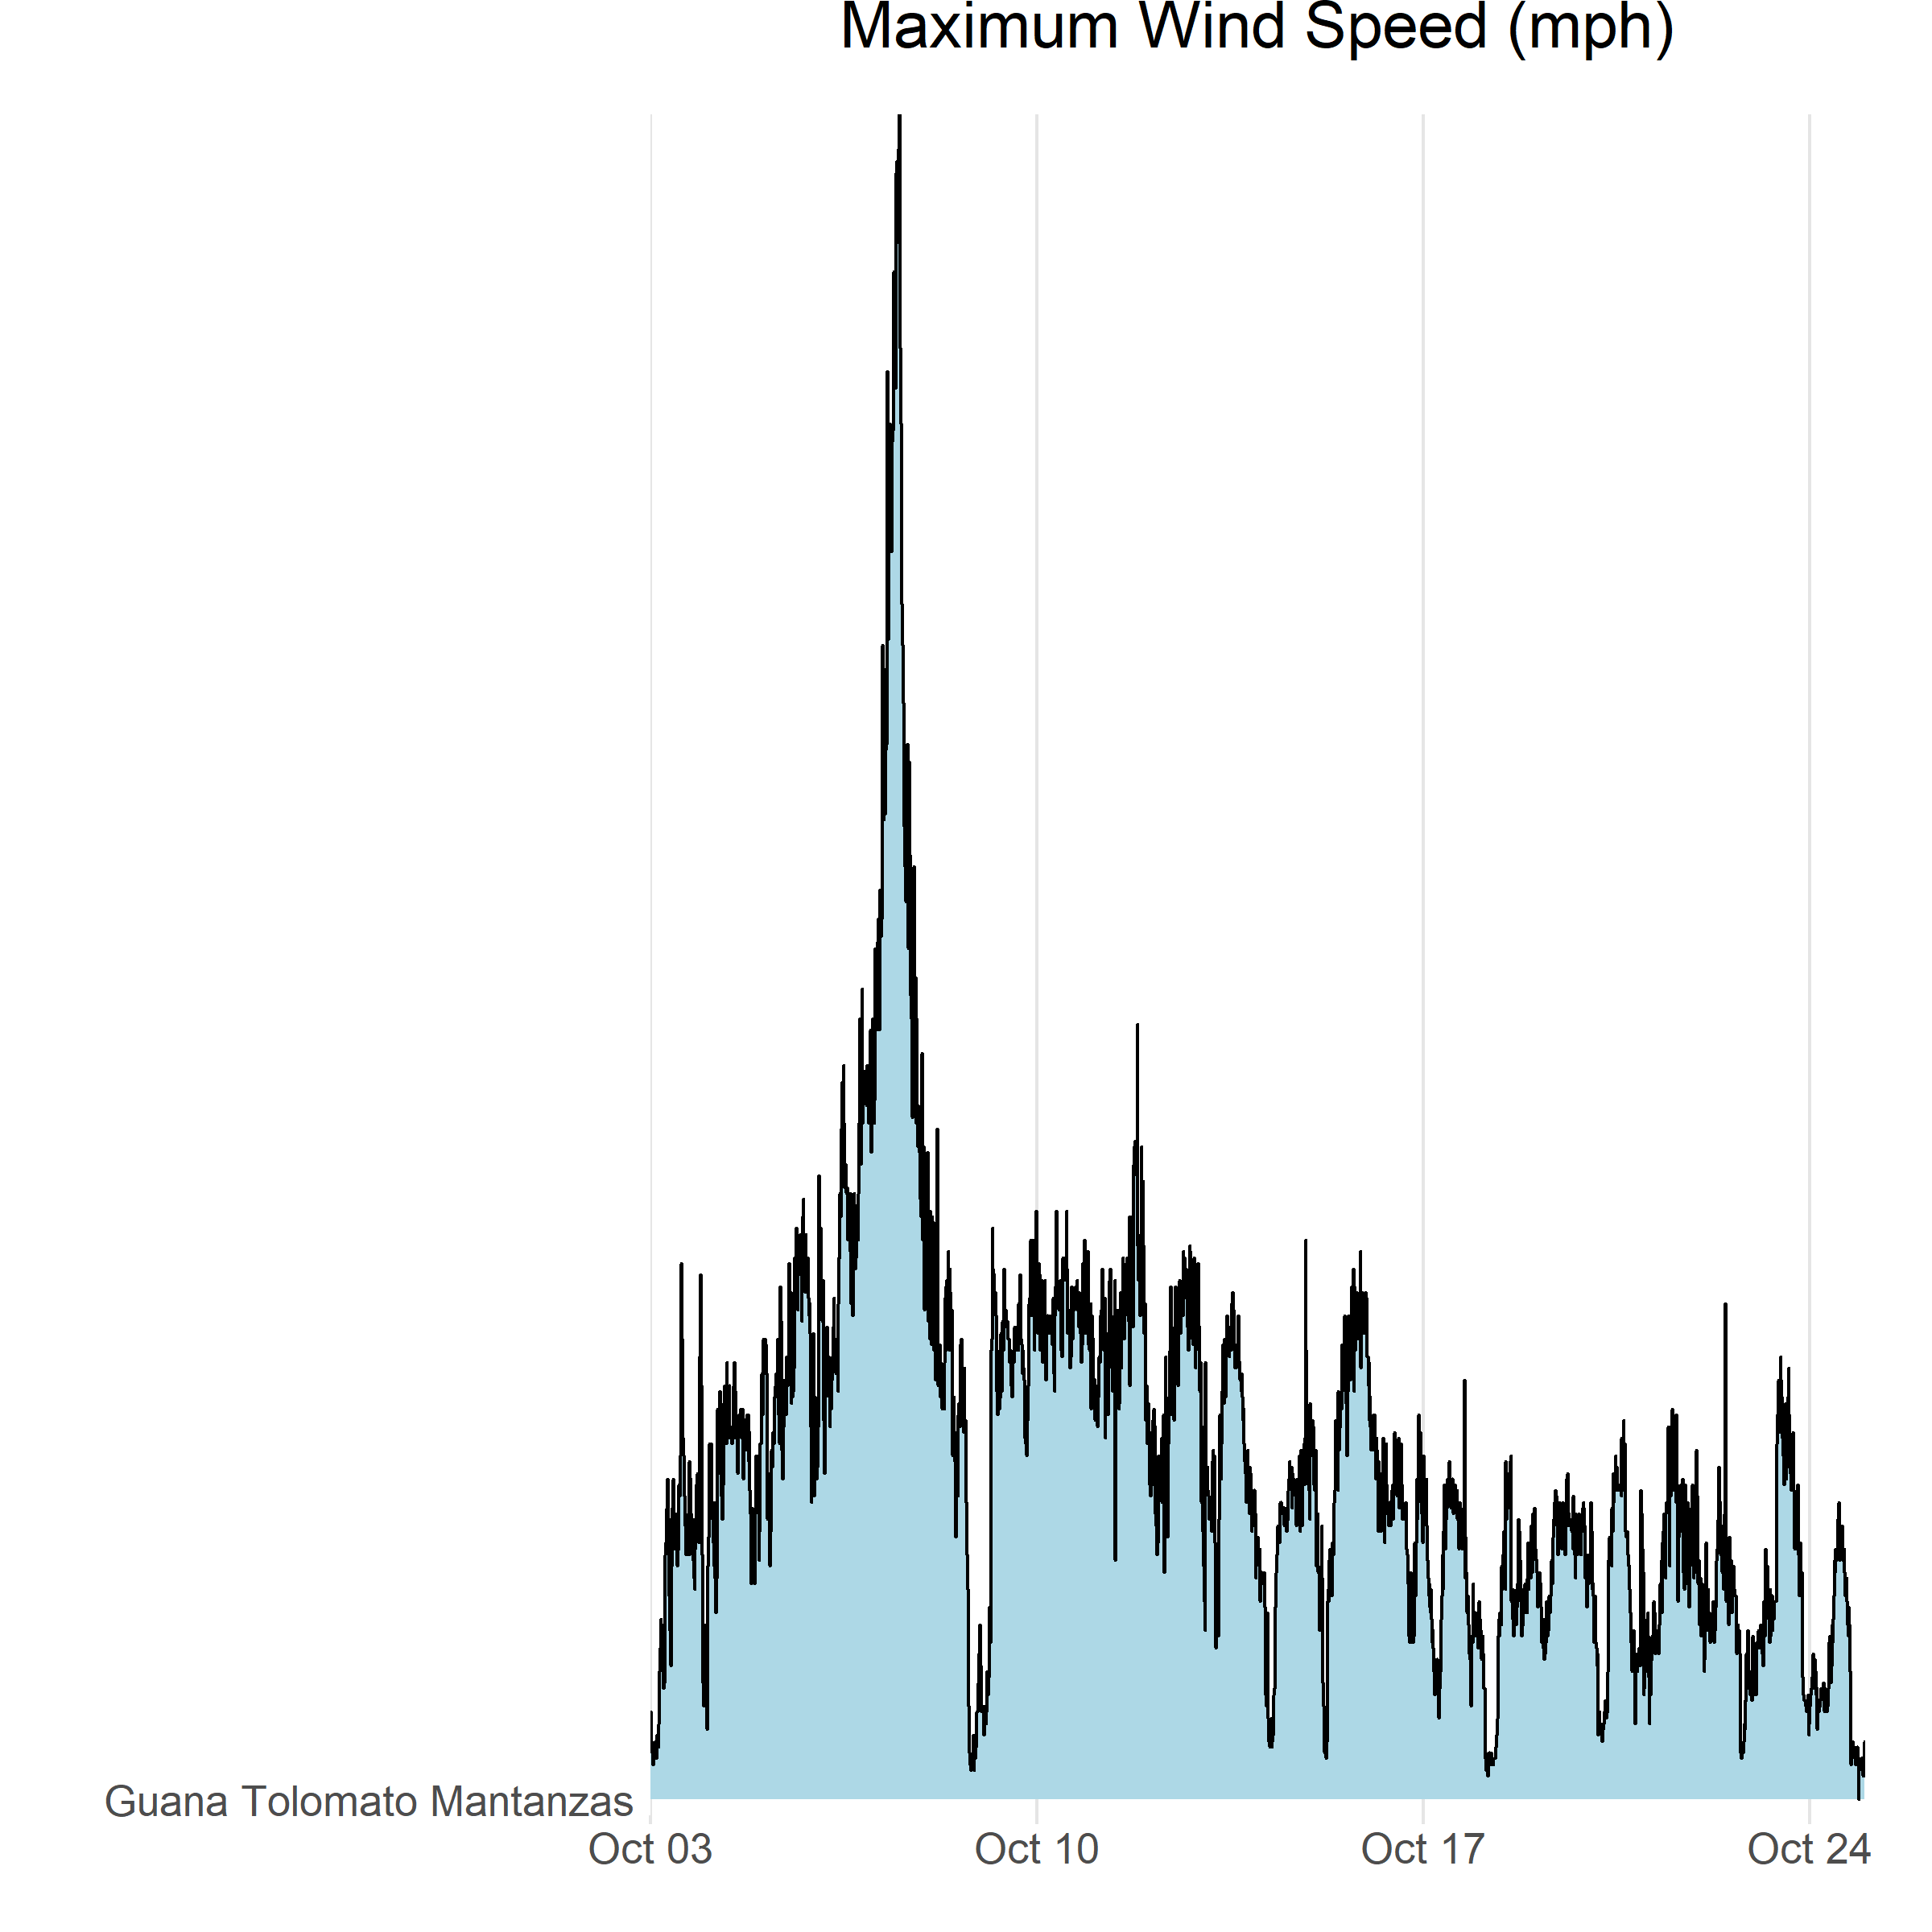 Maximum Wind Speed (mph)
Guana Tolomato Mantanzas
Oct 03
Oct 10
Oct 17
Oct 24